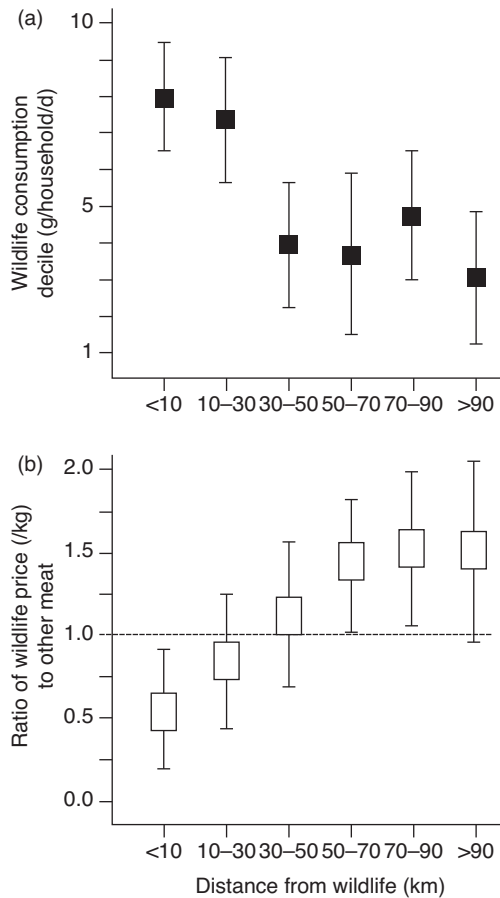 (a)
Wildlife consumption
decile (g/household/d)
10
5
1
<10 10–30 30–50 50–70 70–90 >90
(b)
Ratio of wildlife price (/kg)
to other meat
2.0
1.5
1.0
0.5
0.0
<10 10–30 30–50 50–70 70–90 >90
Distance from wildlife (km)